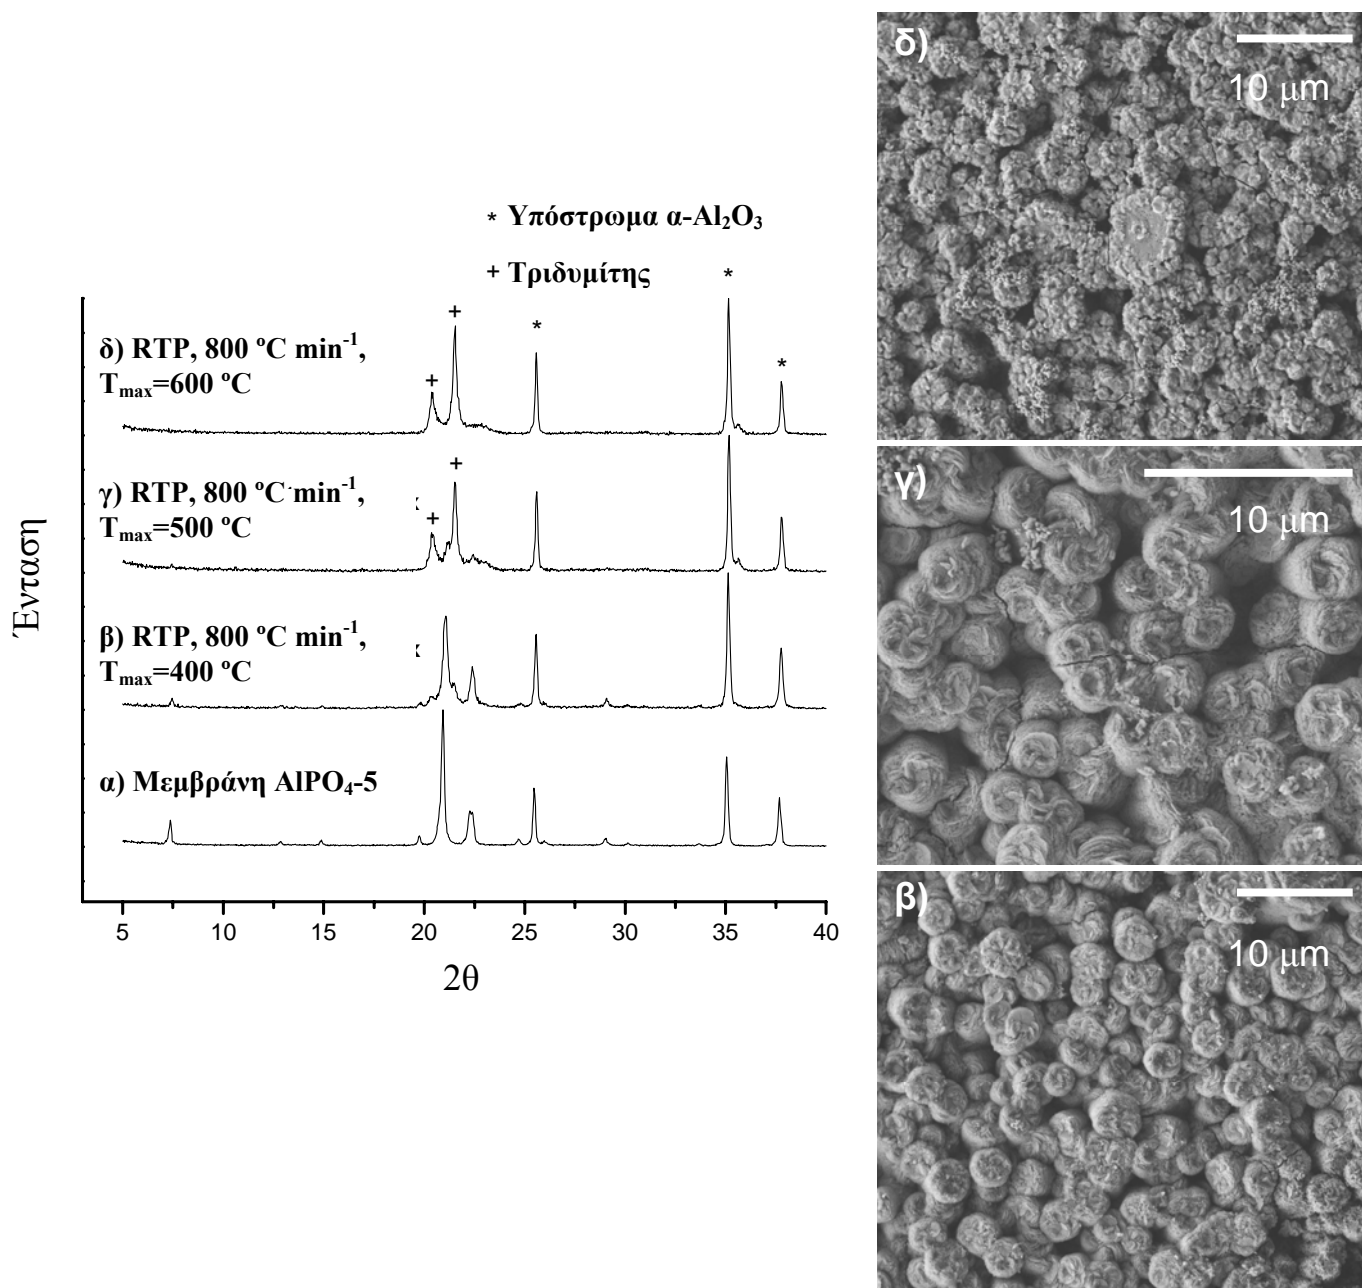 * Υπόστρωμα α-Al₂O₃
+ Τριδυμίτης
*
+
*
δ) RTP, 800 ºC min⁻¹,
Tmax=600 ºC
+
*
+
γ) RTP, 800 ºC min⁻¹,
Tmax=500 ºC
+
β) RTP, 800 ºC min⁻¹,
Tmax=400 ºC
α) Μεμβράνη AlPO₄-5
Ένταση
5 10 15 20 25 30 35 40
2θ
δ)
10 μm
γ)
10 μm
β)
10 μm